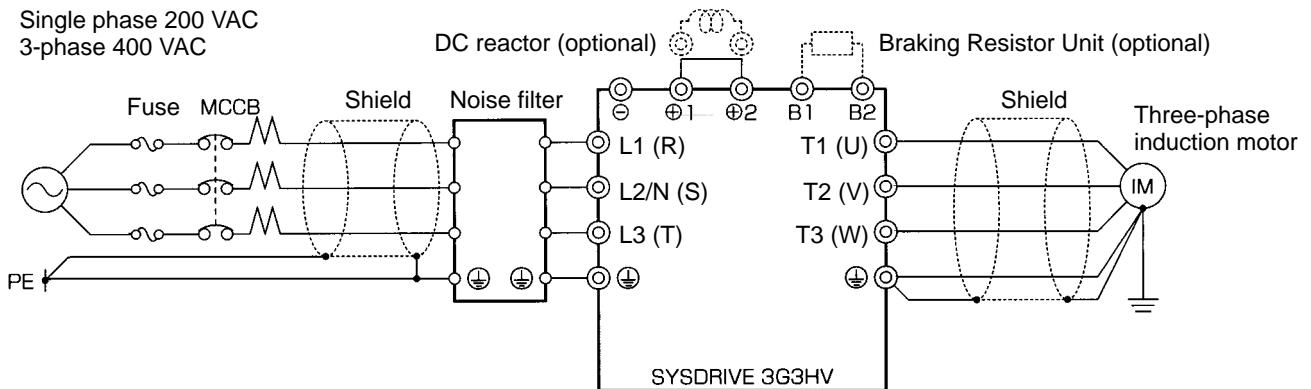 Single phase 200 VAC
3-phase 400 VAC
DC reactor (optional)
Braking Resistor Unit (optional)
Fuse MCCB Shield Noise filter
⊖ ⊕1 ⊕2 B1 B2
Shield
Three-phase
induction motor
L1 (R) T1 (U)
L2/N (S) T2 (V)
IM
L3 (T) T3 (W)
PE
SYSDRIVE 3G3HV